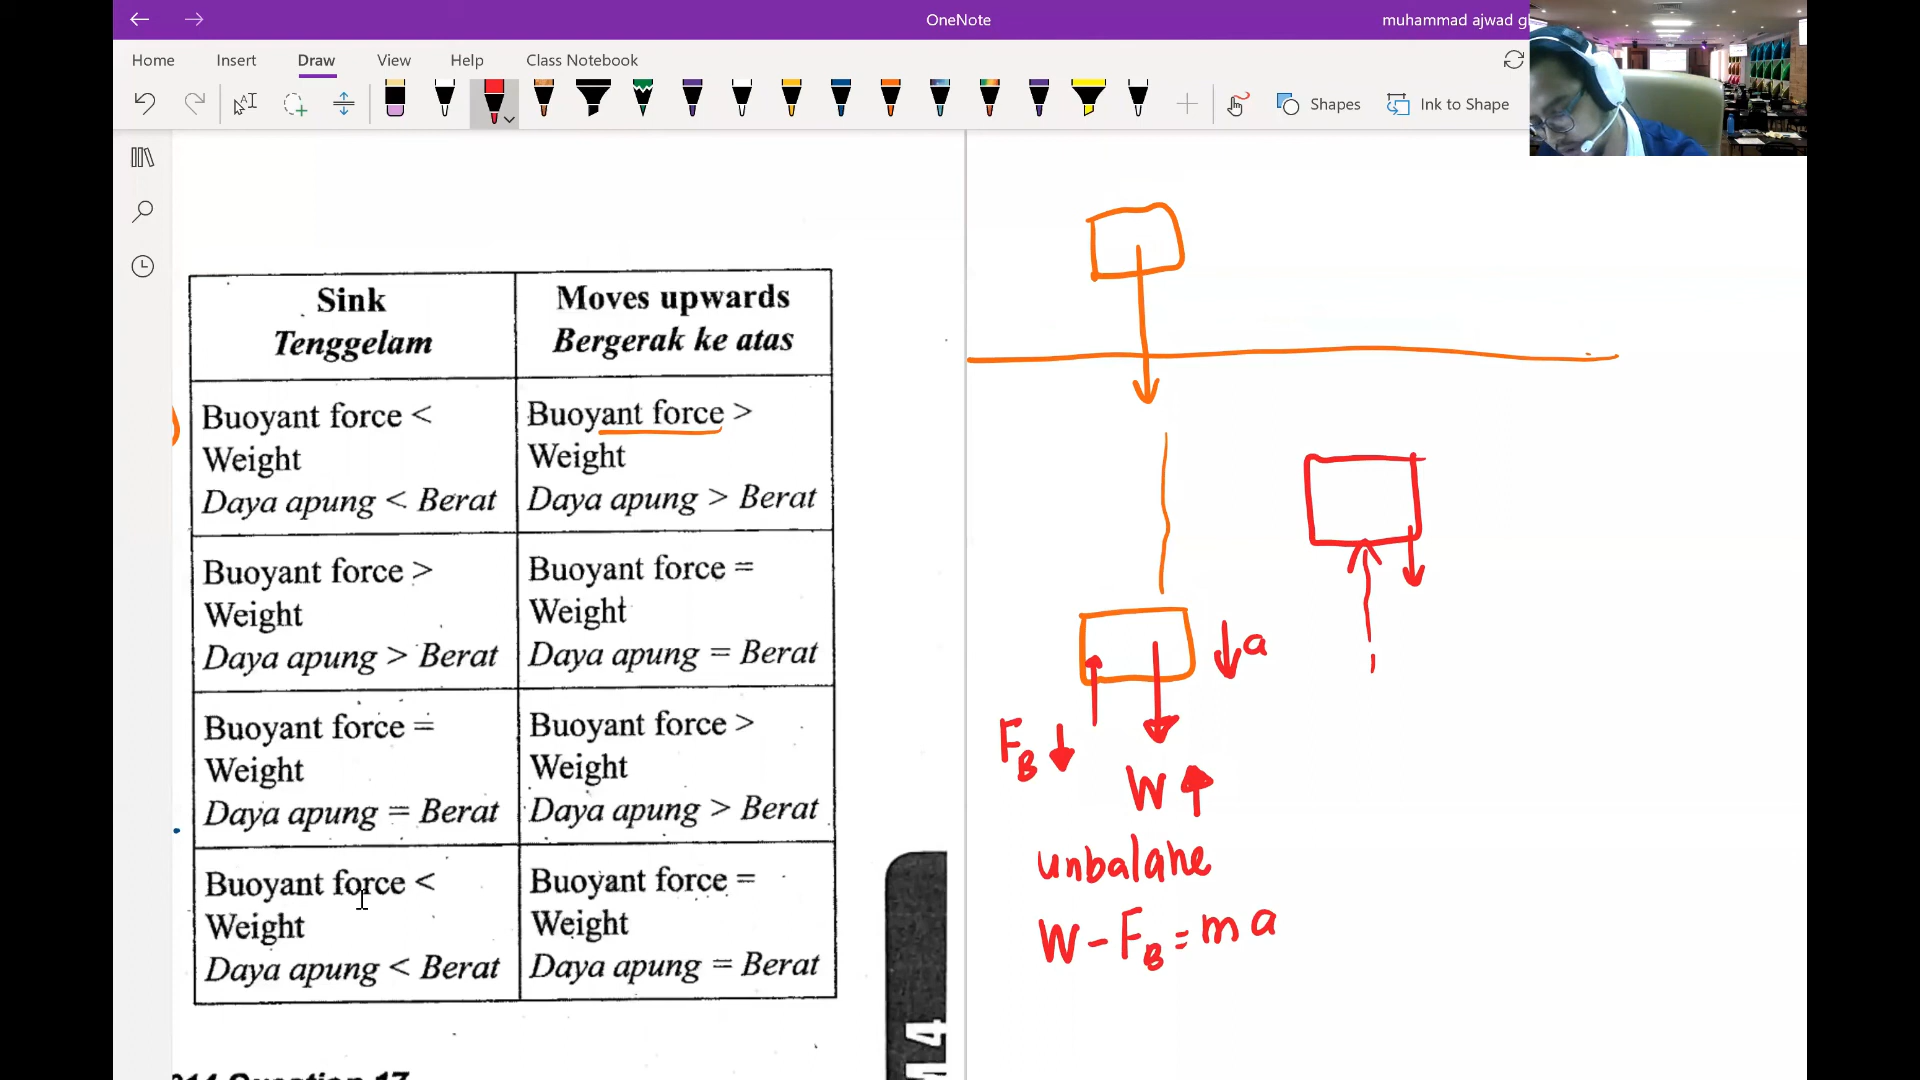 OneNote
muhammad ajwad
Home Insert Draw View Help Class Notebook
Shapes Ink to Shape
Sink
Tenggelam
Moves upwards
Bergerak ke atas
Buoyant force <
Weight
Daya apung < Berat
Buoyant force >
Weight
Daya apung > Berat
Buoyant force >
Weight
Daya apung > Berat
Buoyant force =
Weight
Daya apung = Berat
Buoyant force =
Weight
Daya apung = Berat
Buoyant force >
Weight
Daya apung > Berat
Buoyant force <
Weight
Daya apung < Berat
Buoyant force =
Weight
Daya apung = Berat
a
F_B ↓
W ↑
W - F_B = ma